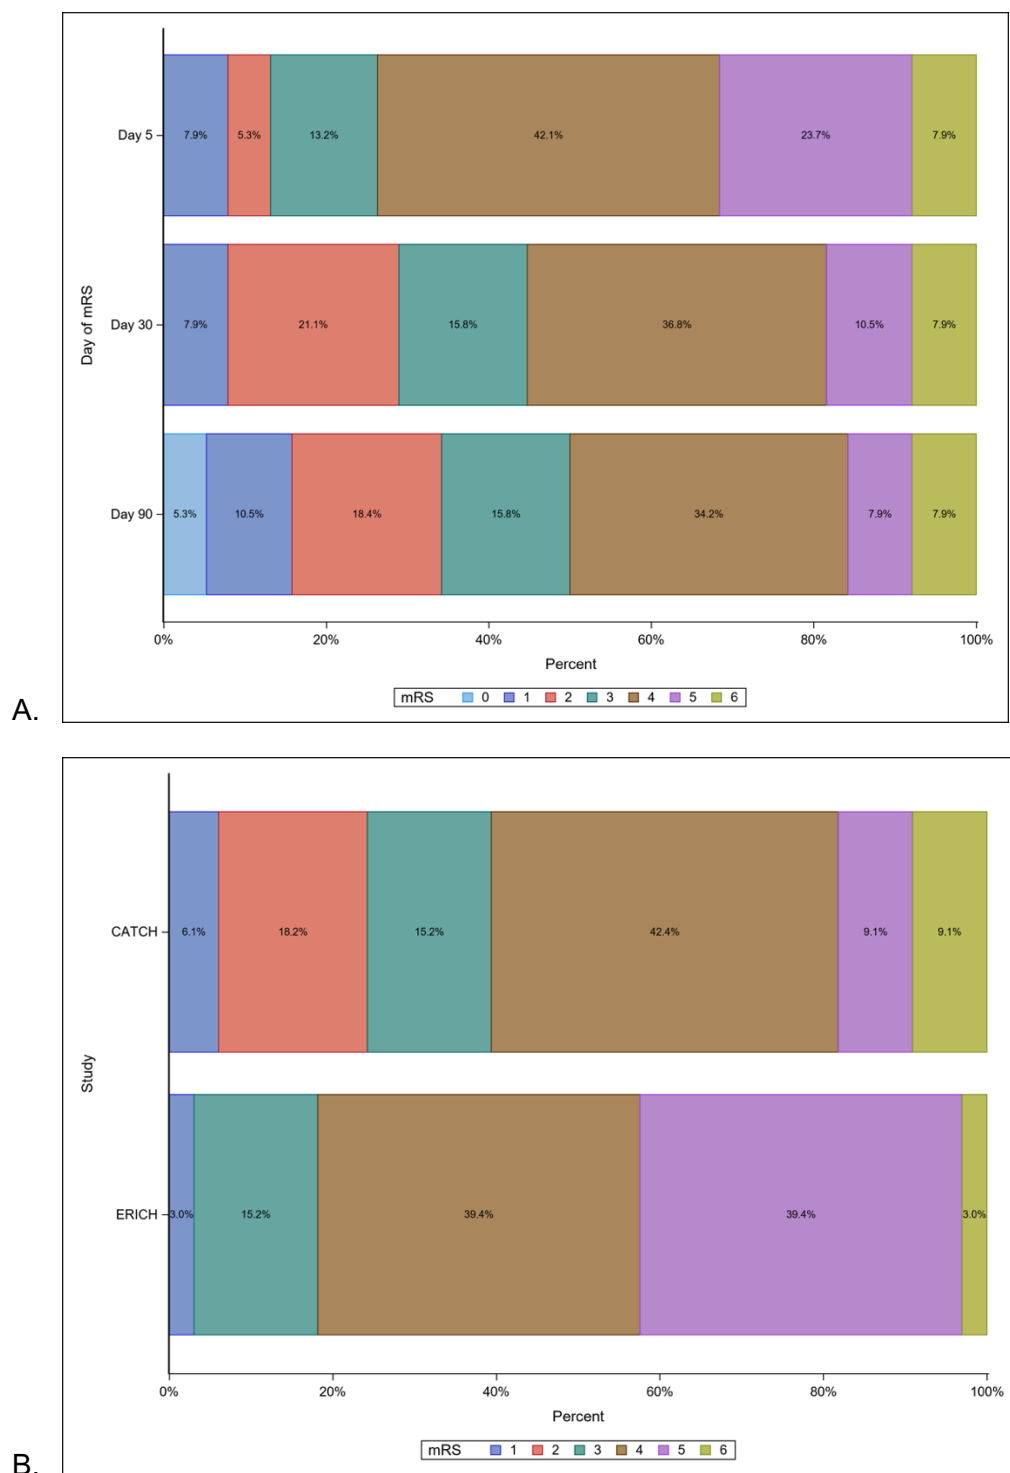 Day 5
7.9% 5.3% 13.2% 42.1% 23.7% 7.9%
Day of mRS
Day 30
7.9% 21.1% 15.8% 36.8% 10.5% 7.9%
Day 90
5.3% 10.5% 18.4% 15.8% 34.2% 7.9% 7.9%
0% 20% 40% 60% 80% 100%
Percent
mRS 0 1 2 3 4 5 6
A.
CATCH
6.1% 18.2% 15.2% 42.4% 9.1% 9.1%
Study
ERICH
3.0% 15.2% 39.4% 39.4% 3.0%
0% 20% 40% 60% 80% 100%
Percent
mRS 1 2 3 4 5 6
B.